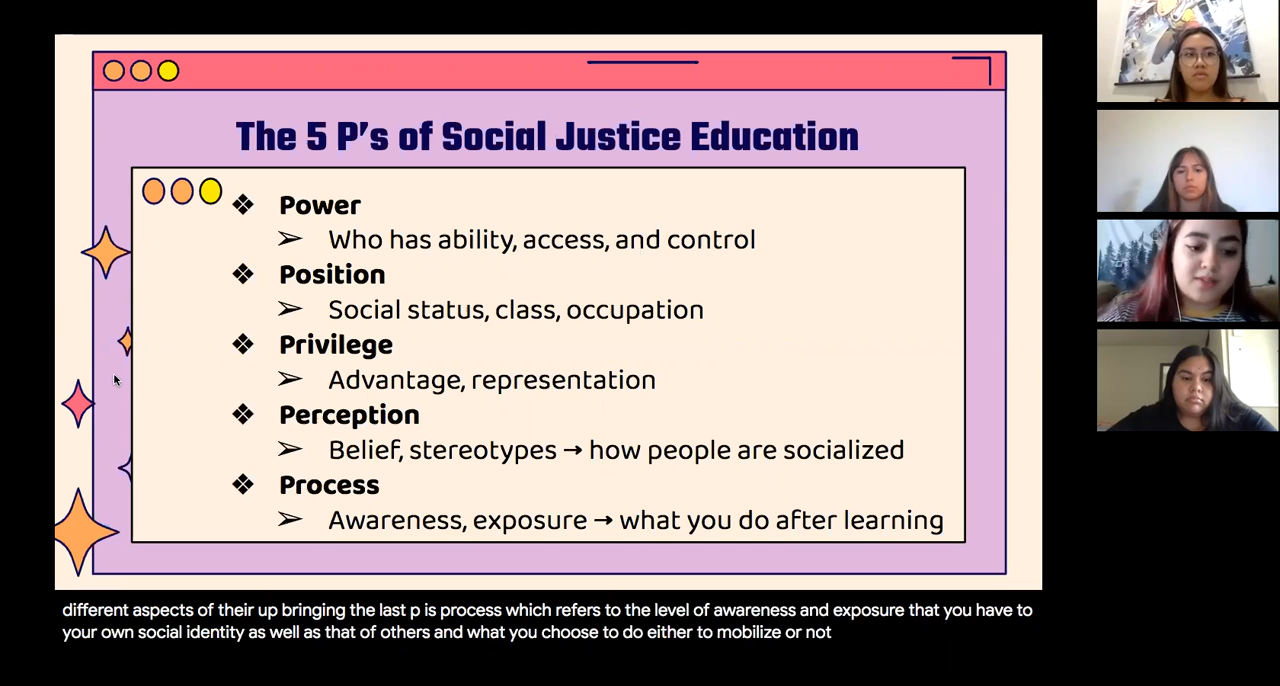 The 5 P’s of Social Justice Education
❖ Power
➢ Who has ability, access, and control
❖ Position
➢ Social status, class, occupation
❖ Privilege
➢ Advantage, representation
❖ Perception
➢ Belief, stereotypes → how people are socialized
❖ Process
➢ Awareness, exposure → what you do after learning
different aspects of their up bringing the last p is process which refers to the level of awareness and exposure that you have to
your own social identity as well as that of others and what you choose to do either to mobilize or not